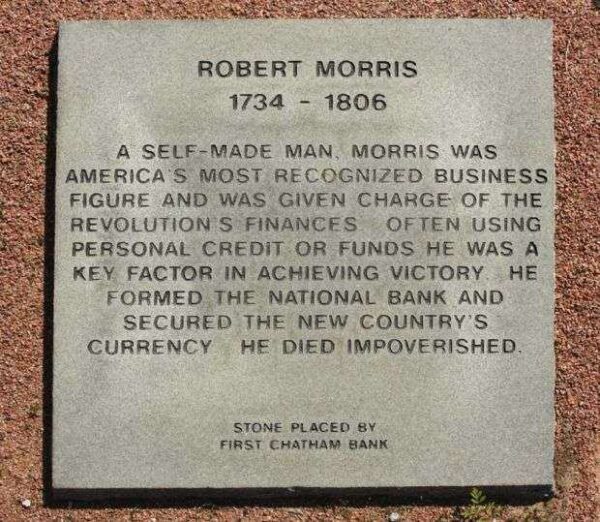 ROBERT MORRIS
1734 - 1806
A SELF-MADE MAN, MORRIS WAS
AMERICA'S MOST RECOGNIZED BUSINESS
FIGURE AND WAS GIVEN CHARGE OF THE
REVOLUTION'S FINANCES   OFTEN USING
PERSONAL CREDIT OR FUNDS HE WAS A
KEY FACTOR IN ACHIEVING VICTORY. HE
FORMED THE NATIONAL BANK AND
SECURED THE NEW COUNTRY'S
CURRENCY   HE DIED IMPOVERISHED.
STONE PLACED BY
FIRST CHATHAM BANK